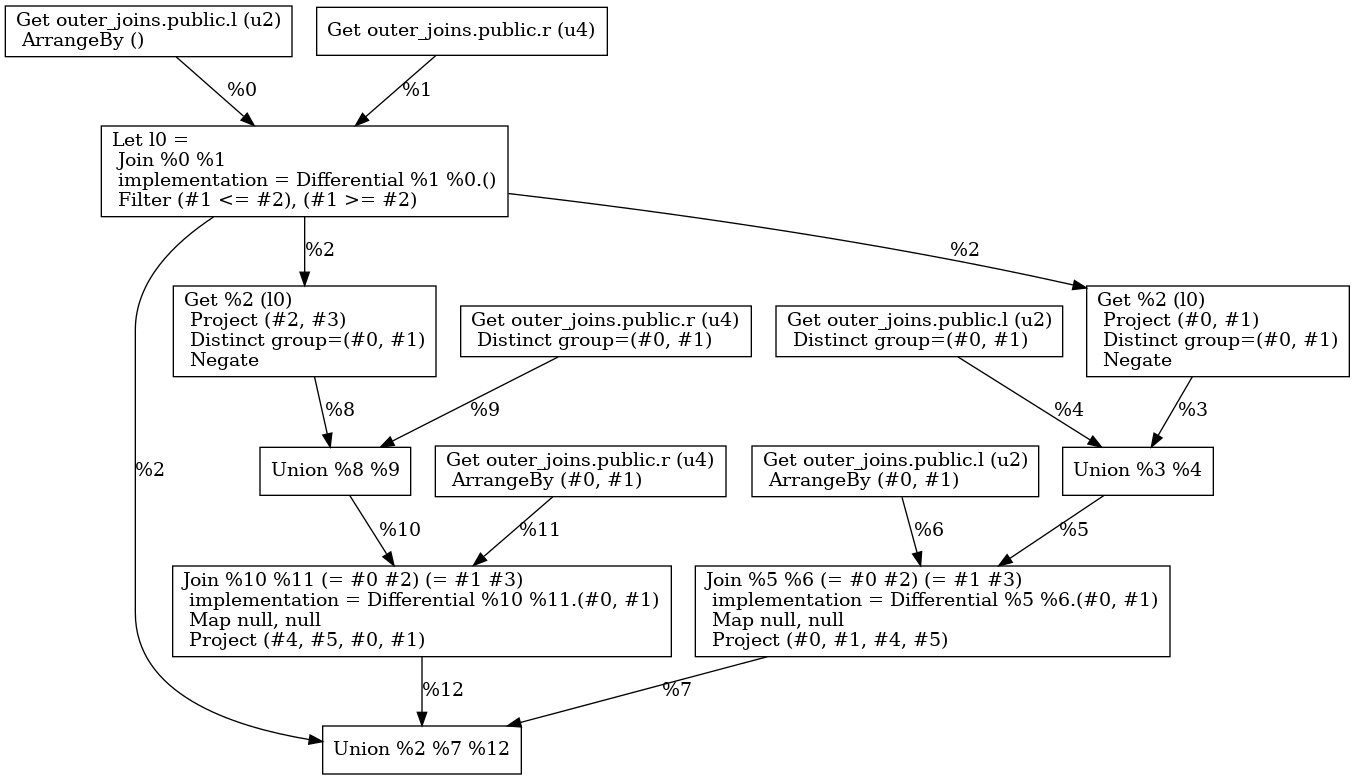 Get outer_joins.public.l (u2)
ArrangeBy ()
Get outer_joins.public.r (u4)
%0
%1
Let l0 =
Join %0 %1
implementation = Differential %1 %0.()
Filter (#1 <= #2), (#1 >= #2)
%2
%2
Get %2 (l0)
Project (#2, #3)
Distinct group=(#0, #1)
Negate
Get outer_joins.public.r (u4)
Distinct group=(#0, #1)
Get outer_joins.public.l (u2)
Distinct group=(#0, #1)
Get %2 (l0)
Project (#0, #1)
Distinct group=(#0, #1)
Negate
%8
%9
%4
%3
%2
Union %8 %9
Get outer_joins.public.r (u4)
ArrangeBy (#0, #1)
Get outer_joins.public.l (u2)
ArrangeBy (#0, #1)
Union %3 %4
%10
%11
%6
%5
Join %10 %11 (= #0 #2) (= #1 #3)
implementation = Differential %10 %11.(#0, #1)
Map null, null
Project (#4, #5, #0, #1)
Join %5 %6 (= #0 #2) (= #1 #3)
implementation = Differential %5 %6.(#0, #1)
Map null, null
Project (#0, #1, #4, #5)
%12
%7
Union %2 %7 %12